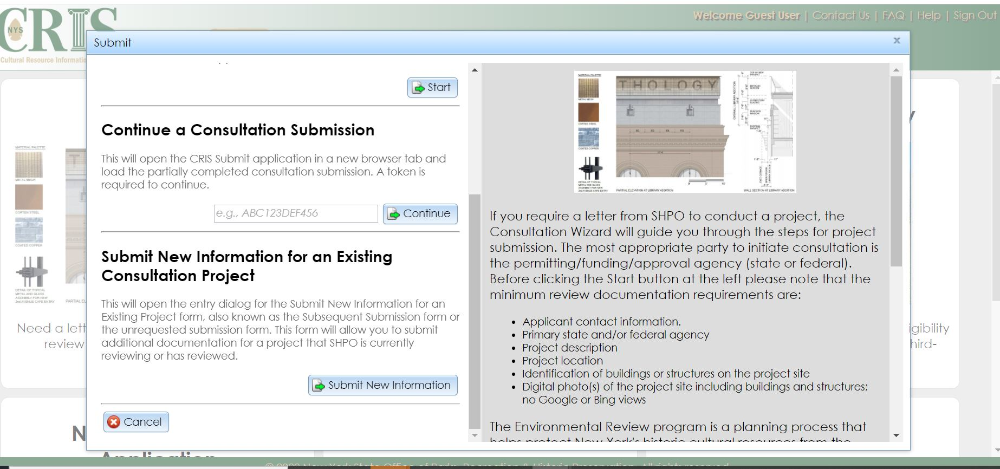 Welcome Guest User | Contact Us | FAQ | Help | Sign Out
NYS
CRIS
Cultural Resource Informatio
Submit
x
Start
Continue a Consultation Submission
This will open the CRIS Submit application in a new browser tab and
load the partially completed consultation submission. A token is
required to continue.
e.g., ABC123DEF456
Continue
Submit New Information for an Existing
Consultation Project
This will open the entry dialog for the Submit New Information for an
Existing Project form, also known as the Subsequent Submission form or
the unrequested submission form. This form will allow you to submit
additional documentation for a project that SHPO is currently
reviewing or has reviewed.
Submit New Information
Cancel
MATERIAL PALETTE
METAL MESH
CORTEN STEEL
COATED COPPER
DETAIL OF TYPICAL
METAL AND GLASS
ASSEMBLY FOR NEW
2nd AVENUE CAFE ENTRY
THOLOGY
PARTIAL ELEVATION AT LIBRARY ADDITION
WALL SECTION AT LIBRARY ADDITION
OVERALL LIBRARY ADDITION
If you require a letter from SHPO to conduct a project, the
Consultation Wizard will guide you through the steps for project
submission. The most appropriate party to initiate consultation is
the permitting/funding/approval agency (state or federal).
Before clicking the Start button at the left please note that the
minimum review documentation requirements are:
• Applicant contact information.
• Primary state and/or federal agency
• Project description
• Project location
• Identification of buildings or structures on the project site
• Digital photo(s) of the project site including buildings and structures;
no Google or Bing views
The Environmental Review program is a planning process that
helps protect New York's historic cultural resources from the
MATERIAL PALETTE
METAL MESH
CORTEN STEEL
COATED COPPER
DETAIL OF TYPICAL
METAL AND GLASS
ASSEMBLY FOR NEW
2nd AVENUE CAFE ENTRY
PARTIAL EL
Need a lett
review
igibility
hird-
N
Application
New York State Office of Parks, Recreation & Historic Preservation. All rights reserved.